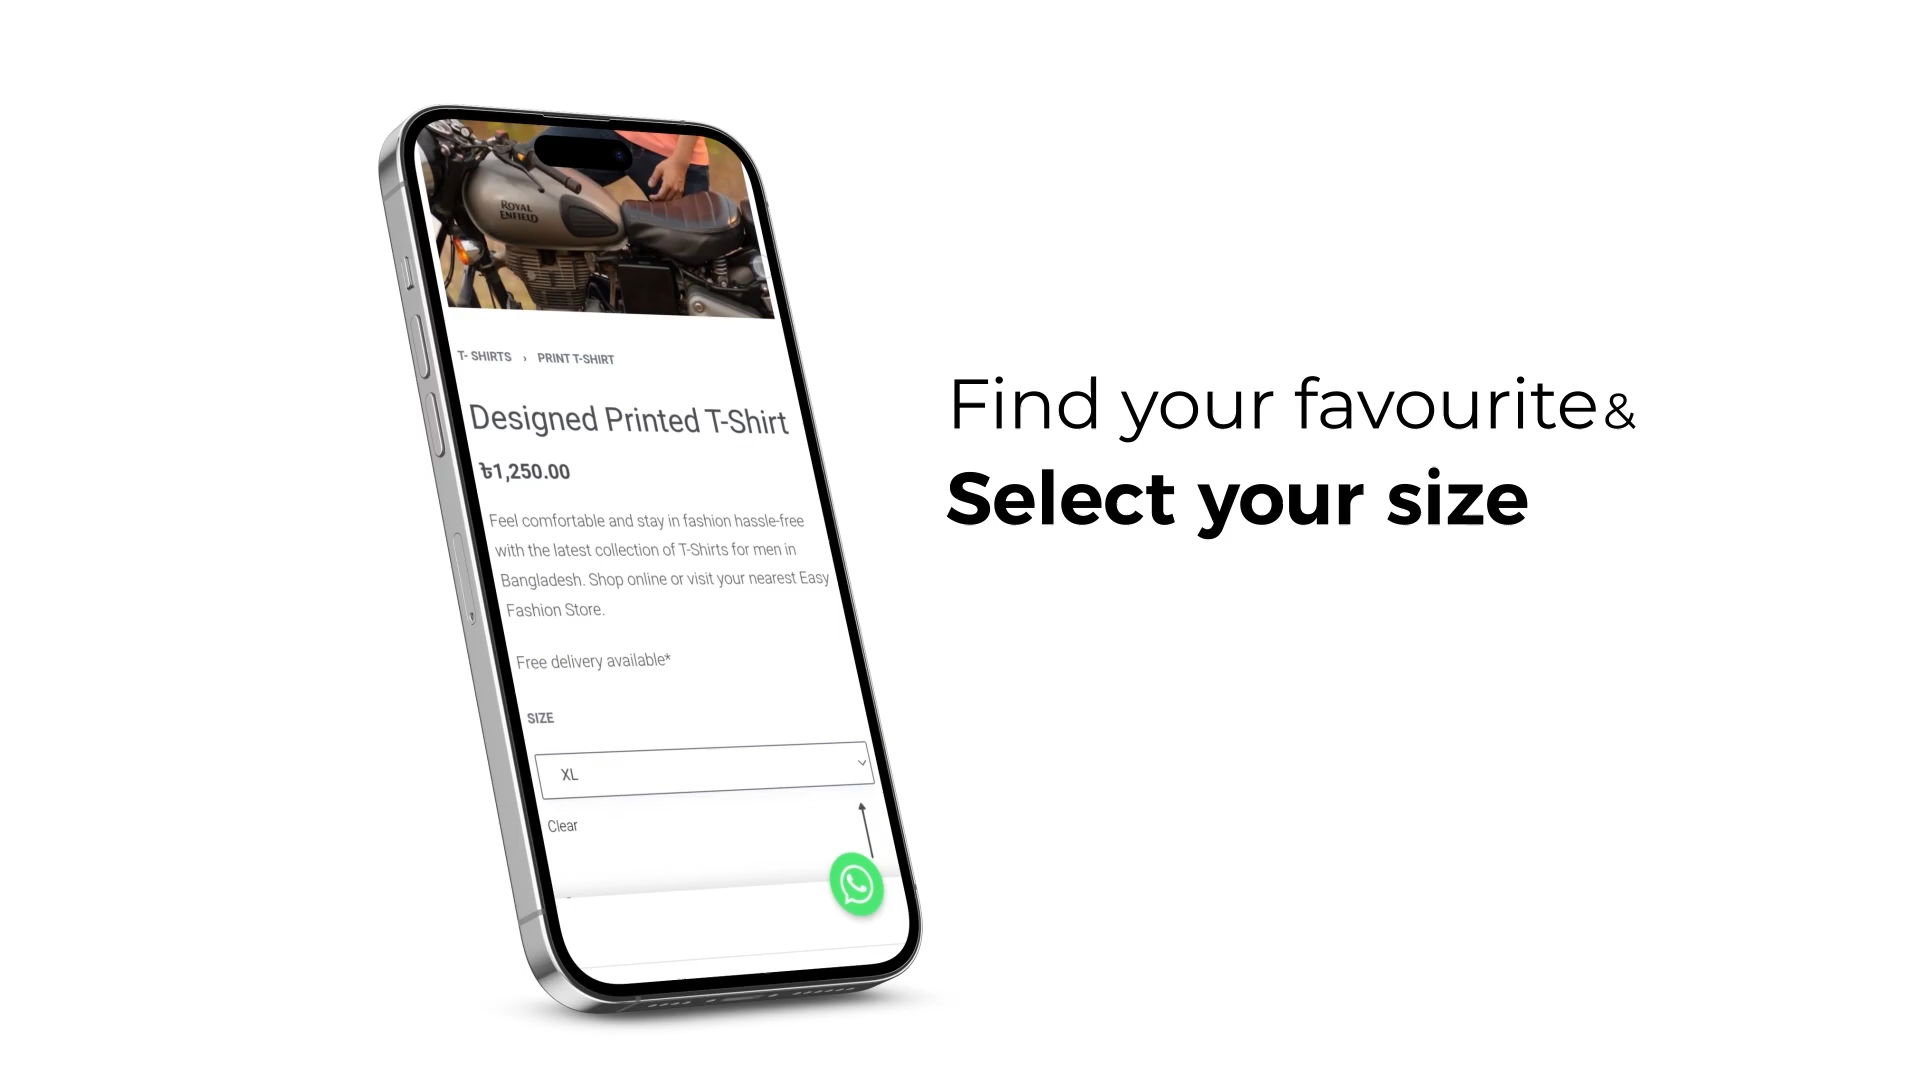 ROYAL
ENFIELD
T- SHIRTS › PRINT T-SHIRT
Designed Printed T-Shirt
৳1,250.00
Feel comfortable and stay in fashion hassle-free
with the latest collection of T-Shirts for men in
Bangladesh. Shop online or visit your nearest Easy
Fashion Store.
Free delivery available*
SIZE
XL
Clear
Find your favourite &
Select your size